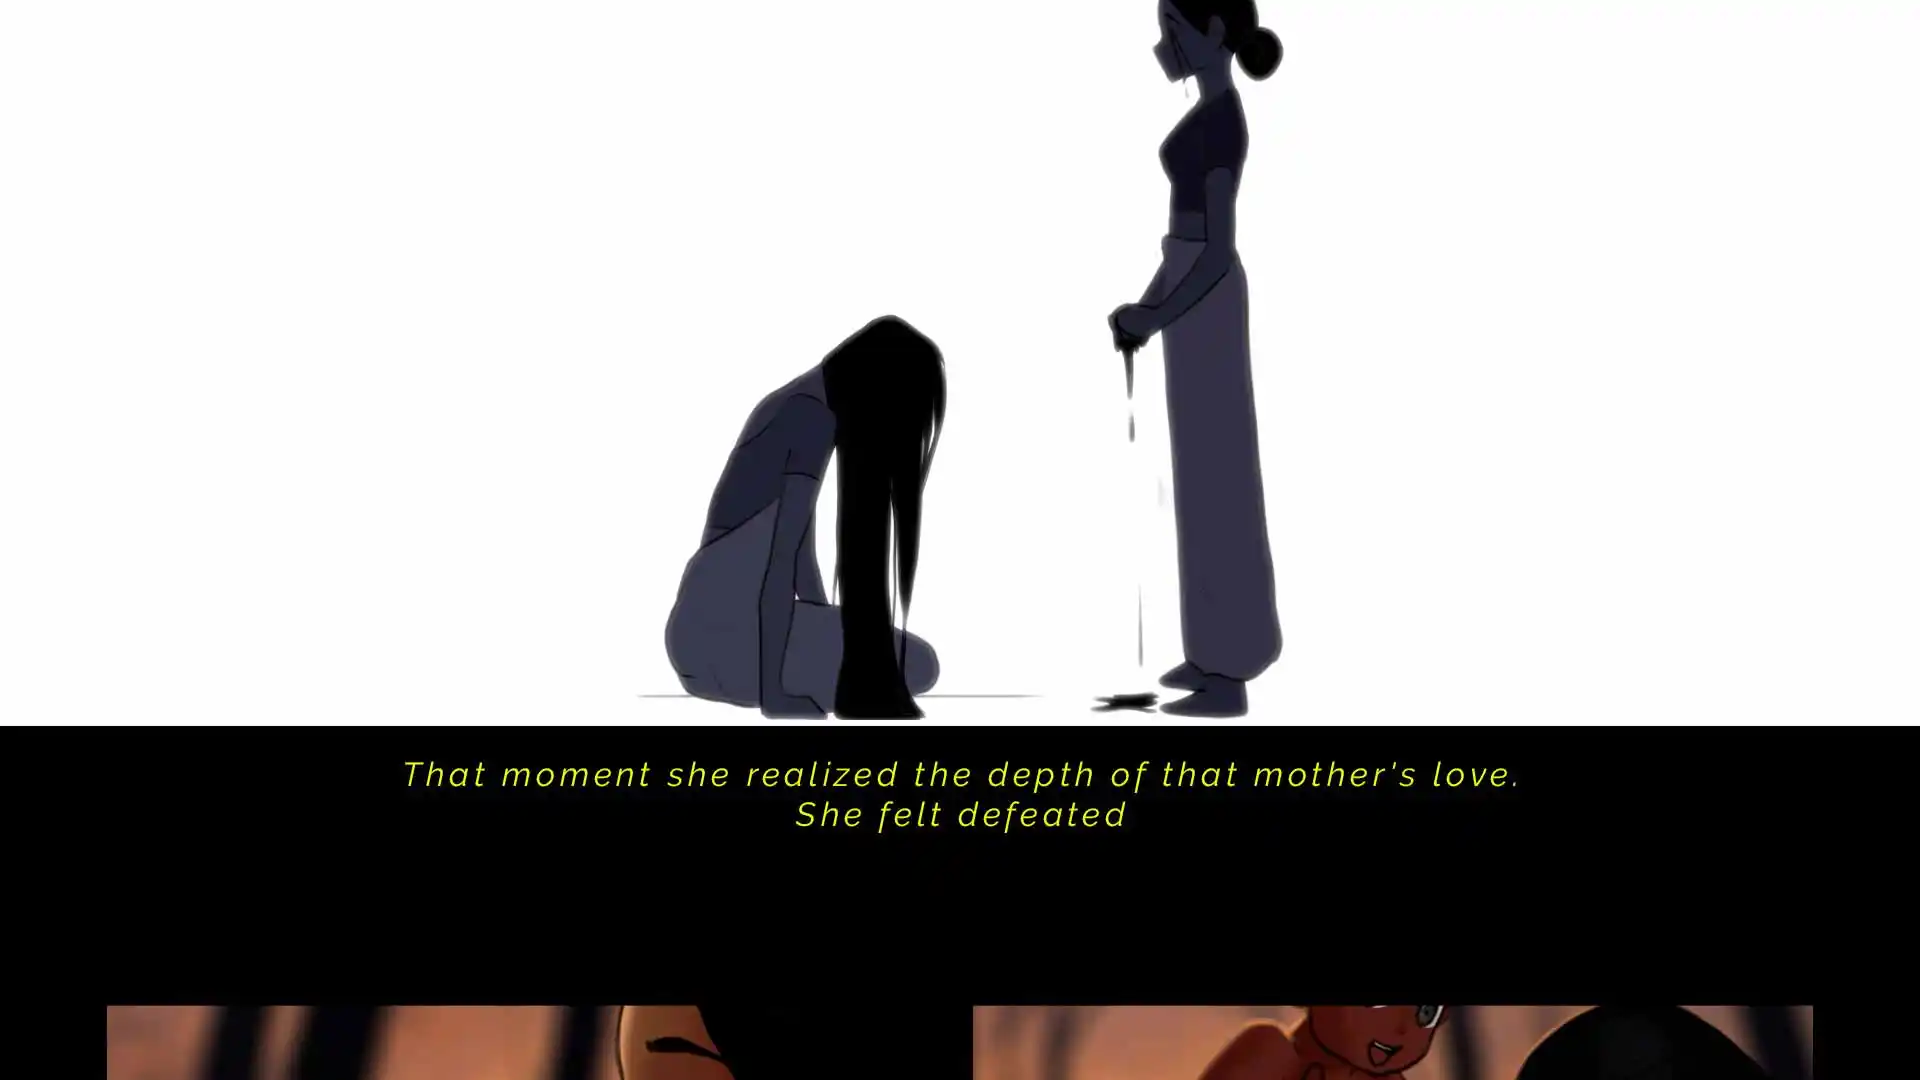 That moment she realized the depth of that mother's love.
She felt defeated